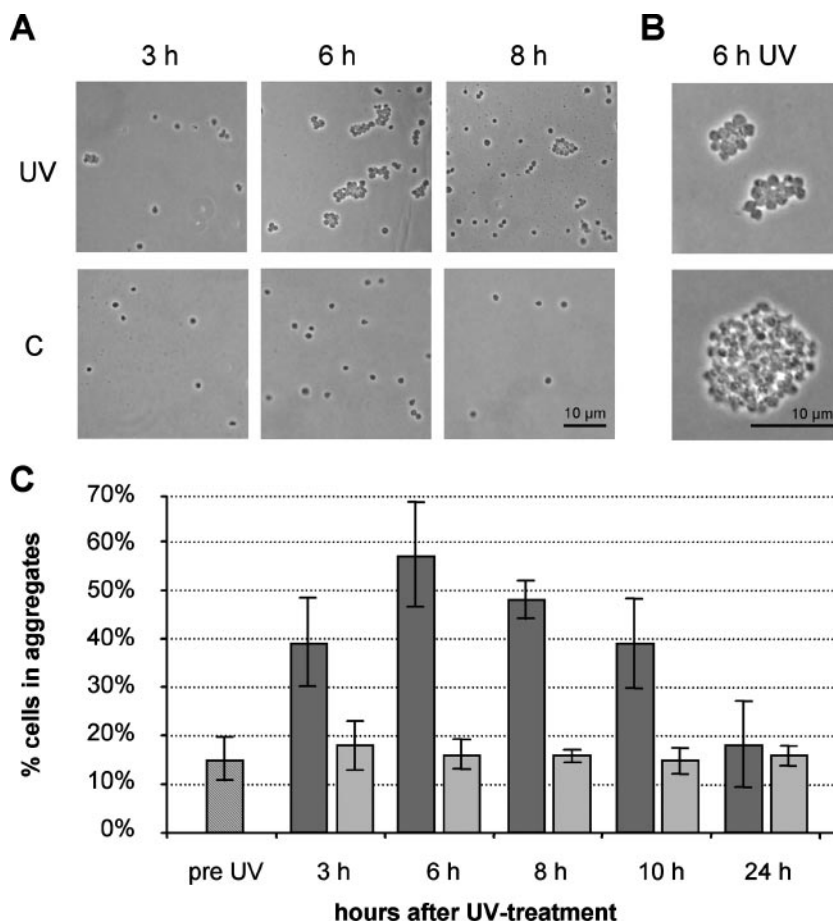 A
B
3 h 6 h 8 h 6 h UV
UV
C
10 µm 10 µm
C
70%
60%
50%
40%
30%
20%
10%
0%
% cells in aggregates
pre UV 3 h 6 h 8 h 10 h 24 h
hours after UV-treatment